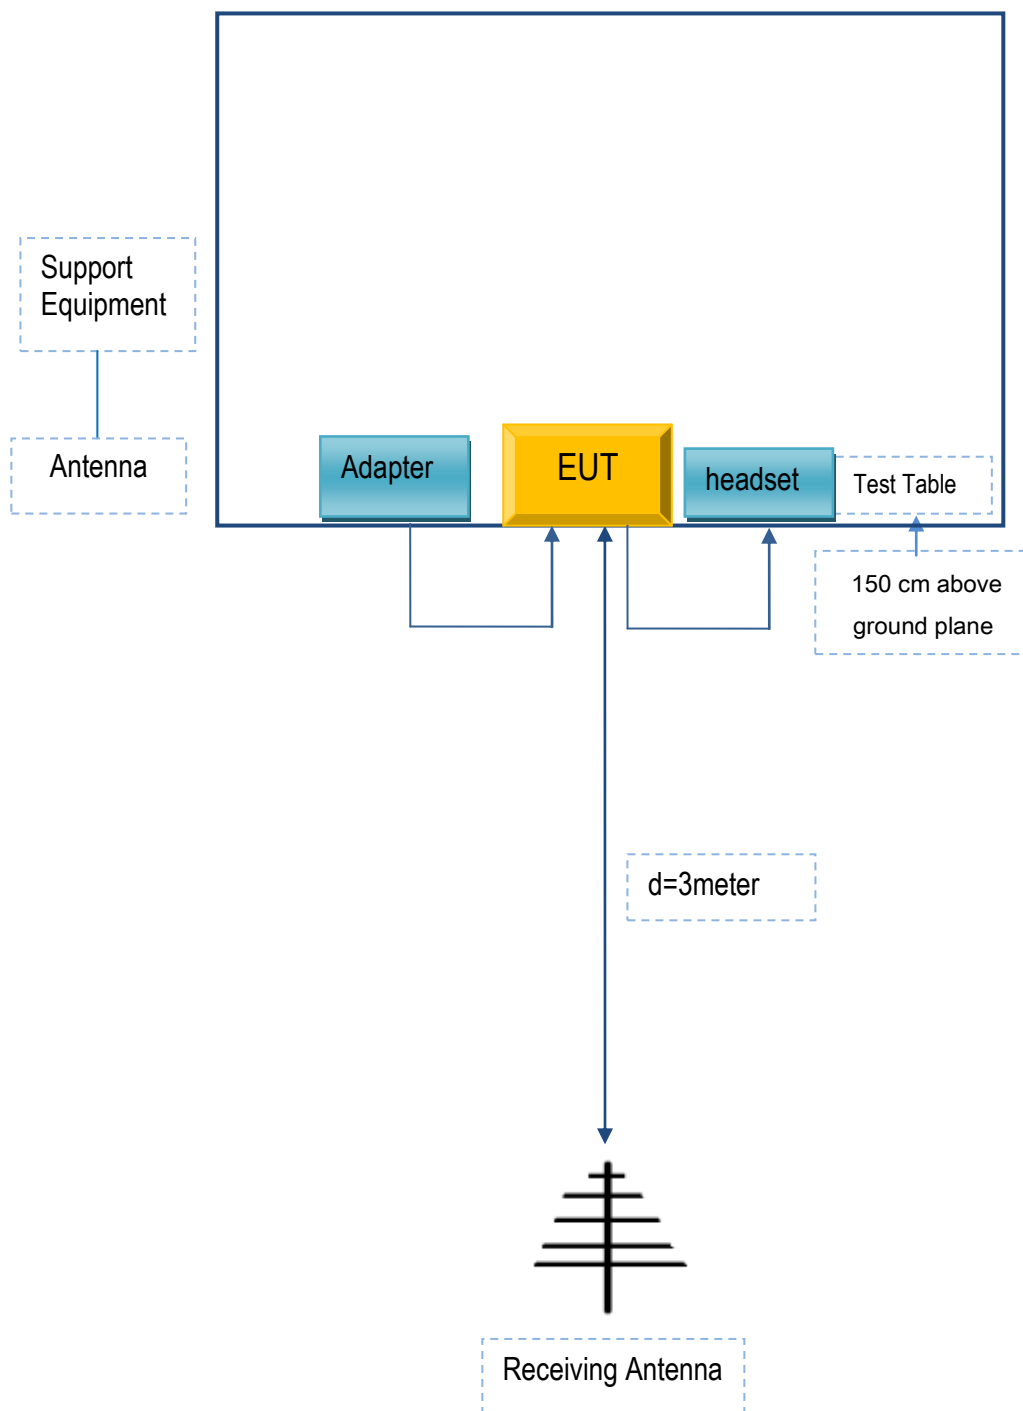 Support
Equipment
Antenna
Adapter
EUT
headset
Test Table
150 cm above
ground plane
d=3meter
Receiving Antenna